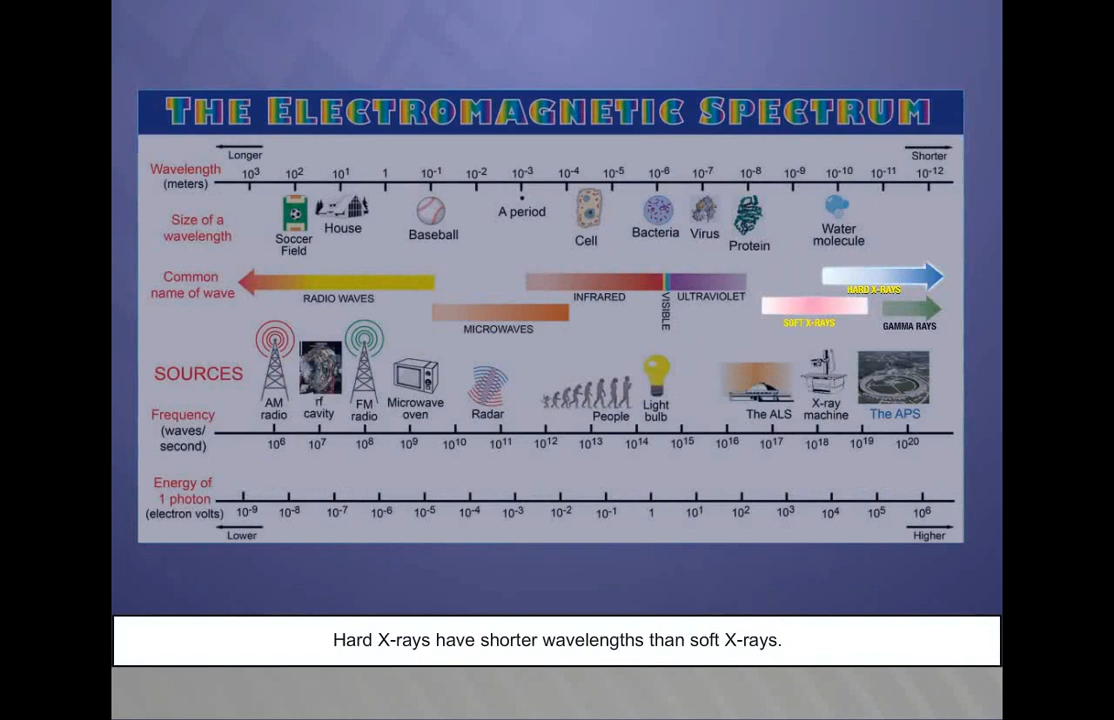 THE ELECTROMAGNETIC SPECTRUM
Longer
Shorter
Wavelength
(meters)
10³ 10² 10¹ 1 10⁻¹ 10⁻² 10⁻³ 10⁻⁴ 10⁻⁵ 10⁻⁶ 10⁻⁷ 10⁻⁸ 10⁻⁹ 10⁻¹⁰ 10⁻¹¹ 10⁻¹²
Size of a
wavelength
Soccer
Field
House
Baseball
A period
Cell
Bacteria
Virus
Protein
Water
molecule
Common
name of wave
RADIO WAVES
MICROWAVES
INFRARED
VISIBLE
ULTRAVIOLET
SOFT X-RAYS
HARD X-RAYS
GAMMA RAYS
SOURCES
AM
radio
rf
cavity
FM
radio
Microwave
oven
Radar
People
Light
bulb
The ALS
X-ray
machine
The APS
Frequency
(waves/
second)
10⁶ 10⁷ 10⁸ 10⁹ 10¹⁰ 10¹¹ 10¹² 10¹³ 10¹⁴ 10¹⁵ 10¹⁶ 10¹⁷ 10¹⁸ 10¹⁹ 10²⁰
Energy of
1 photon
(electron volts)
10⁻⁹ 10⁻⁸ 10⁻⁷ 10⁻⁶ 10⁻⁵ 10⁻⁴ 10⁻³ 10⁻² 10⁻¹ 1 10¹ 10² 10³ 10⁴ 10⁵ 10⁶
Lower
Higher
Hard X-rays have shorter wavelengths than soft X-rays.